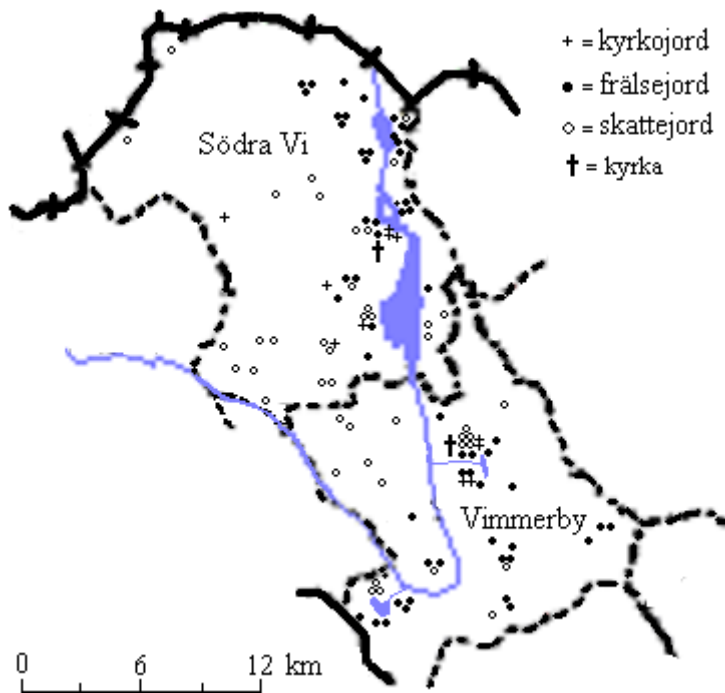 + = kyrkojord
• = frälsejord
○ = skattejord
✝ = kyrka
Södra Vi
Vimmerby
0 6 12 km